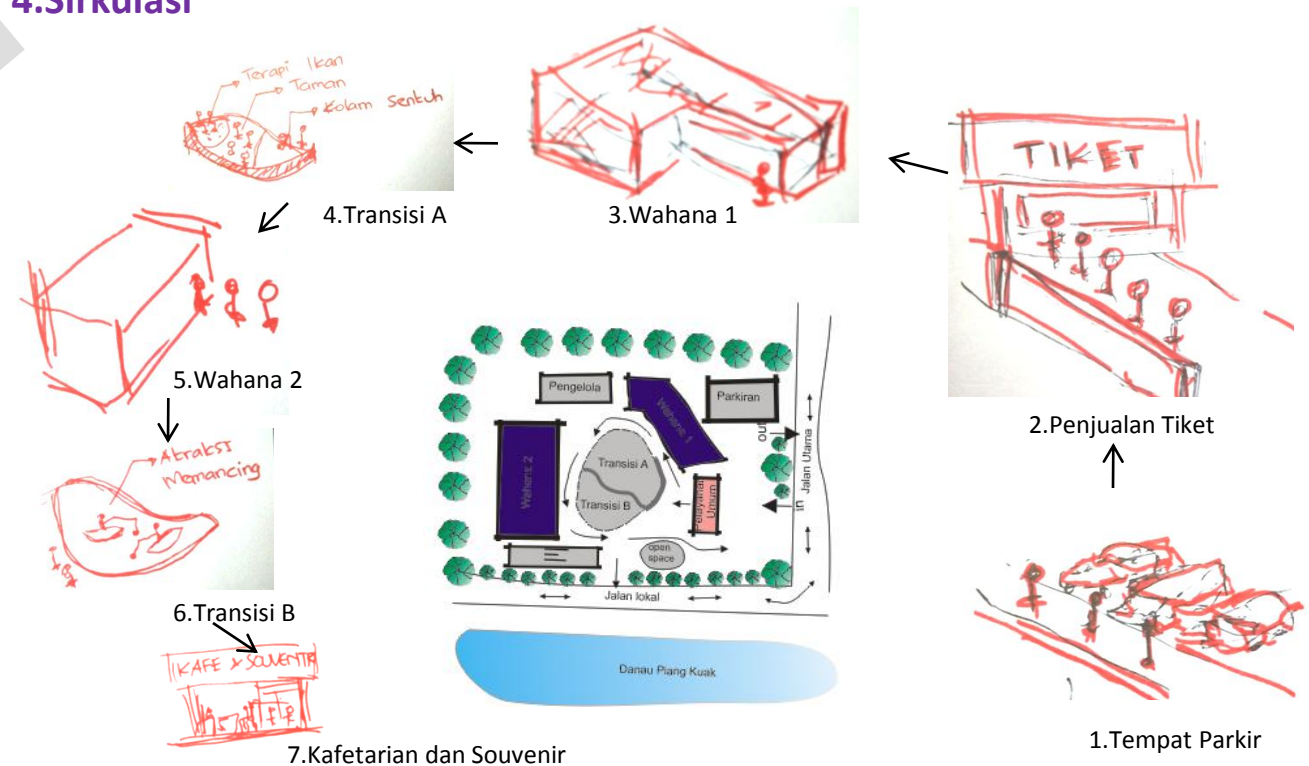 4.Sirkulasi
Terapi Ikan
Taman
Kolam Sentuh
4.Transisi A
3.Wahana 1
TIKET
2.Penjualan Tiket
5.Wahana 2
Atraksi
Memancing
6.Transisi B
KAFE & SOUVENIR
7.Kafetarian dan Souvenir
1.Tempat Parkir
Pengelola
Wahana 1
Parkiran
out
Jalan Utama
in
Wahana 2
Transisi A
Transisi B
Pelayanan
Umum
open
space
Jalan lokal
Danau Piang Kuak